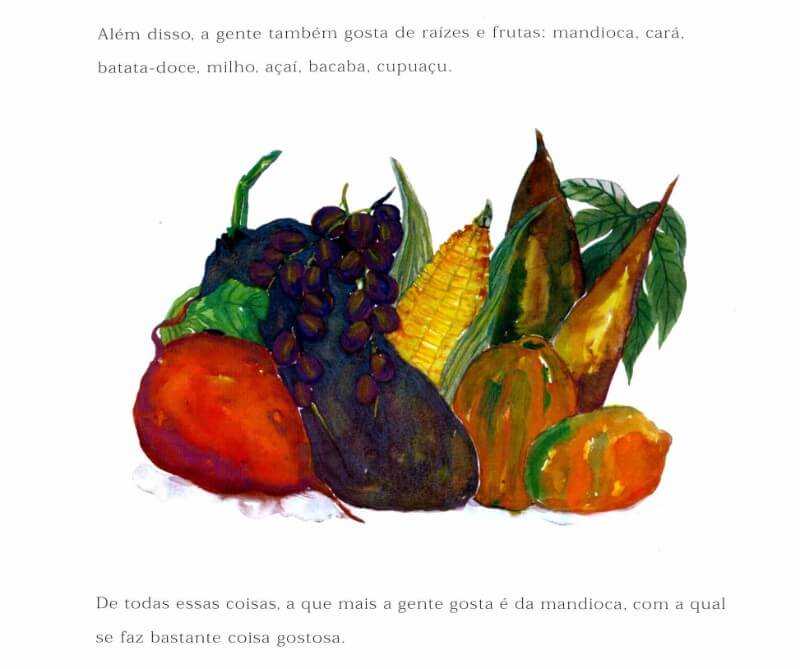 Além disso, a gente também gosta de raízes e frutas: mandioca, cará,
batata-doce, milho, açaí, bacaba, cupuaçu.
De todas essas coisas, a que mais a gente gosta é da mandioca, com a qual
se faz bastante coisa gostosa.